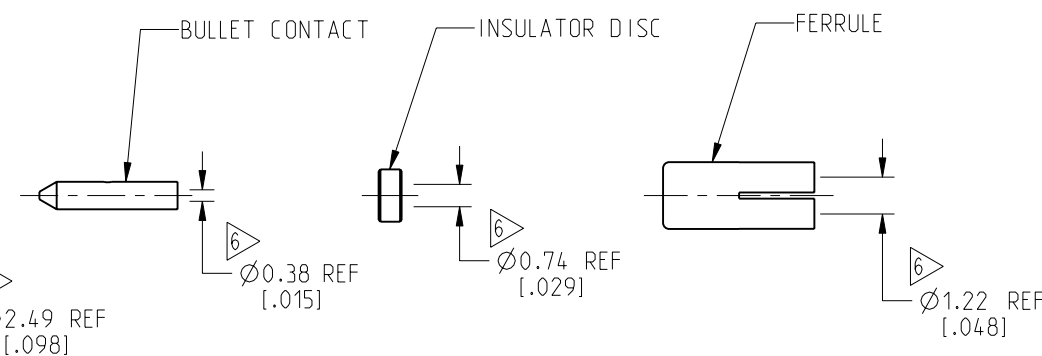 BULLET CONTACT
INSULATOR DISC
FERRULE
6
Ø0.38 REF
[.015]
6
Ø0.74 REF
[.029]
6
Ø1.22 REF
[.048]
2.49 REF
[.098]